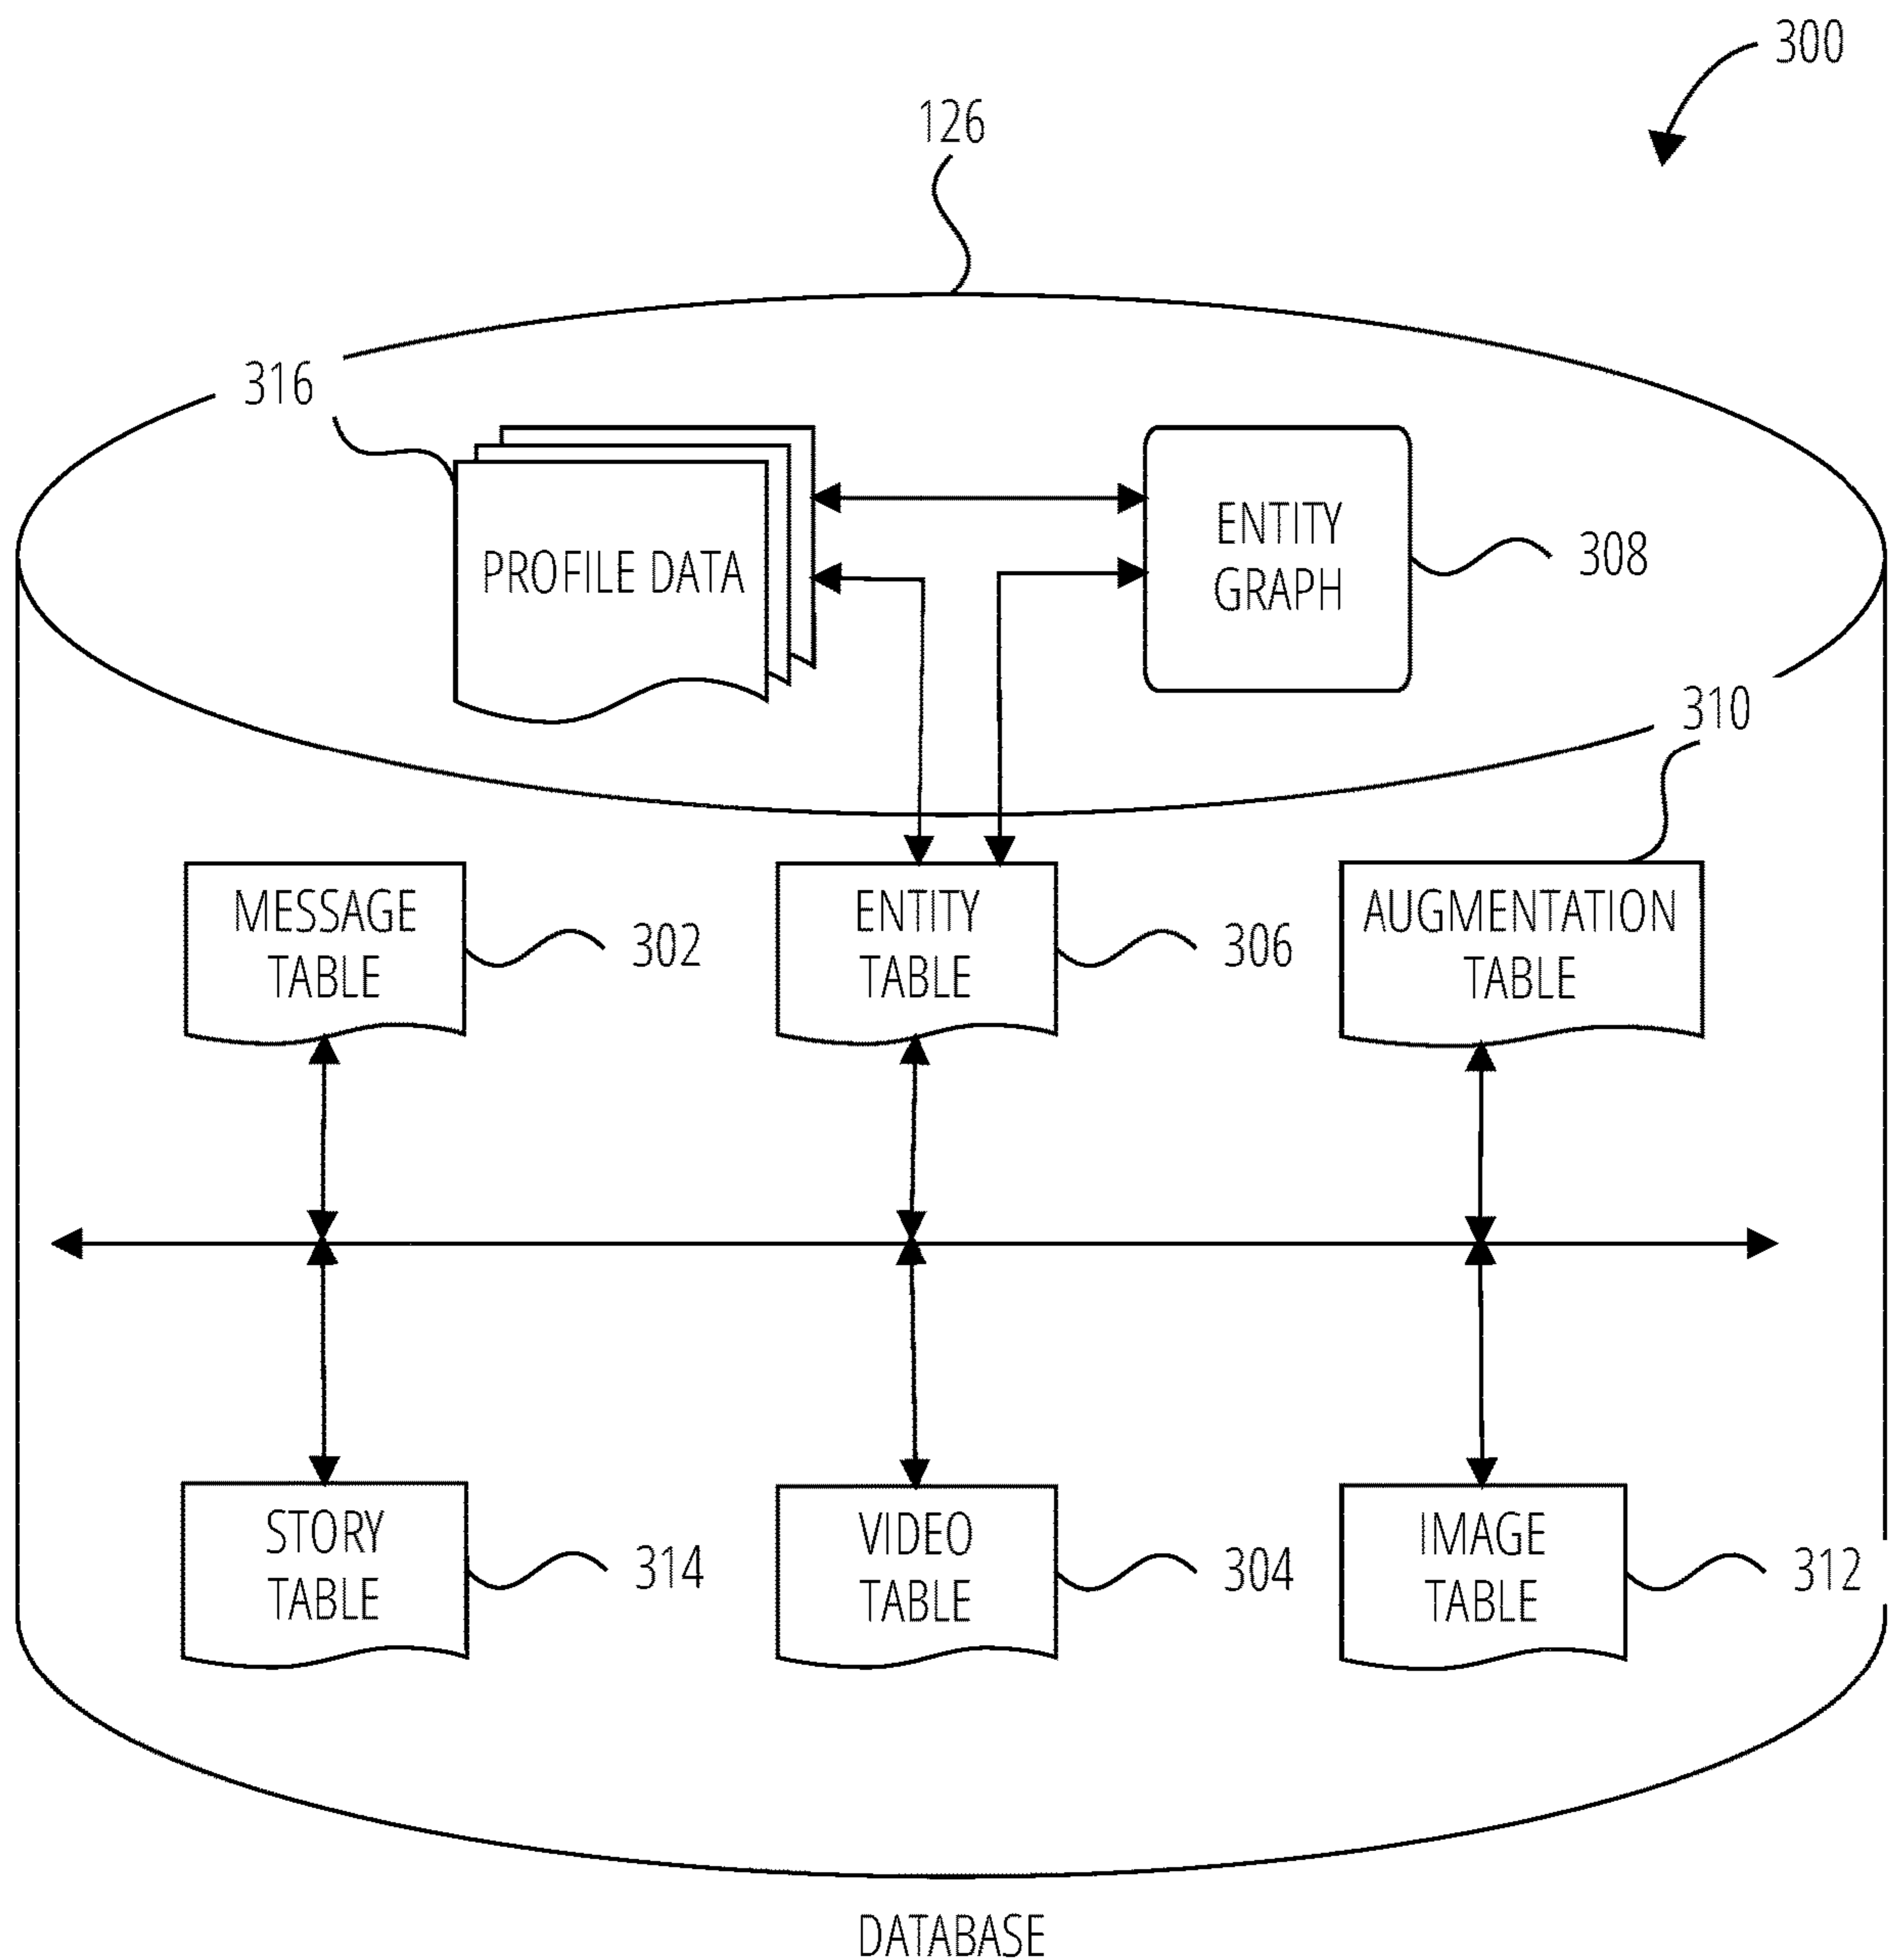 300
126
316
PROFILE DATA
ENTITY
GRAPH
308
310
MESSAGE
TABLE
302
ENTITY
TABLE
306
AUGMENTATION
TABLE
STORY
TABLE
314
VIDEO
TABLE
304
IMAGE
TABLE
312
DATABASE